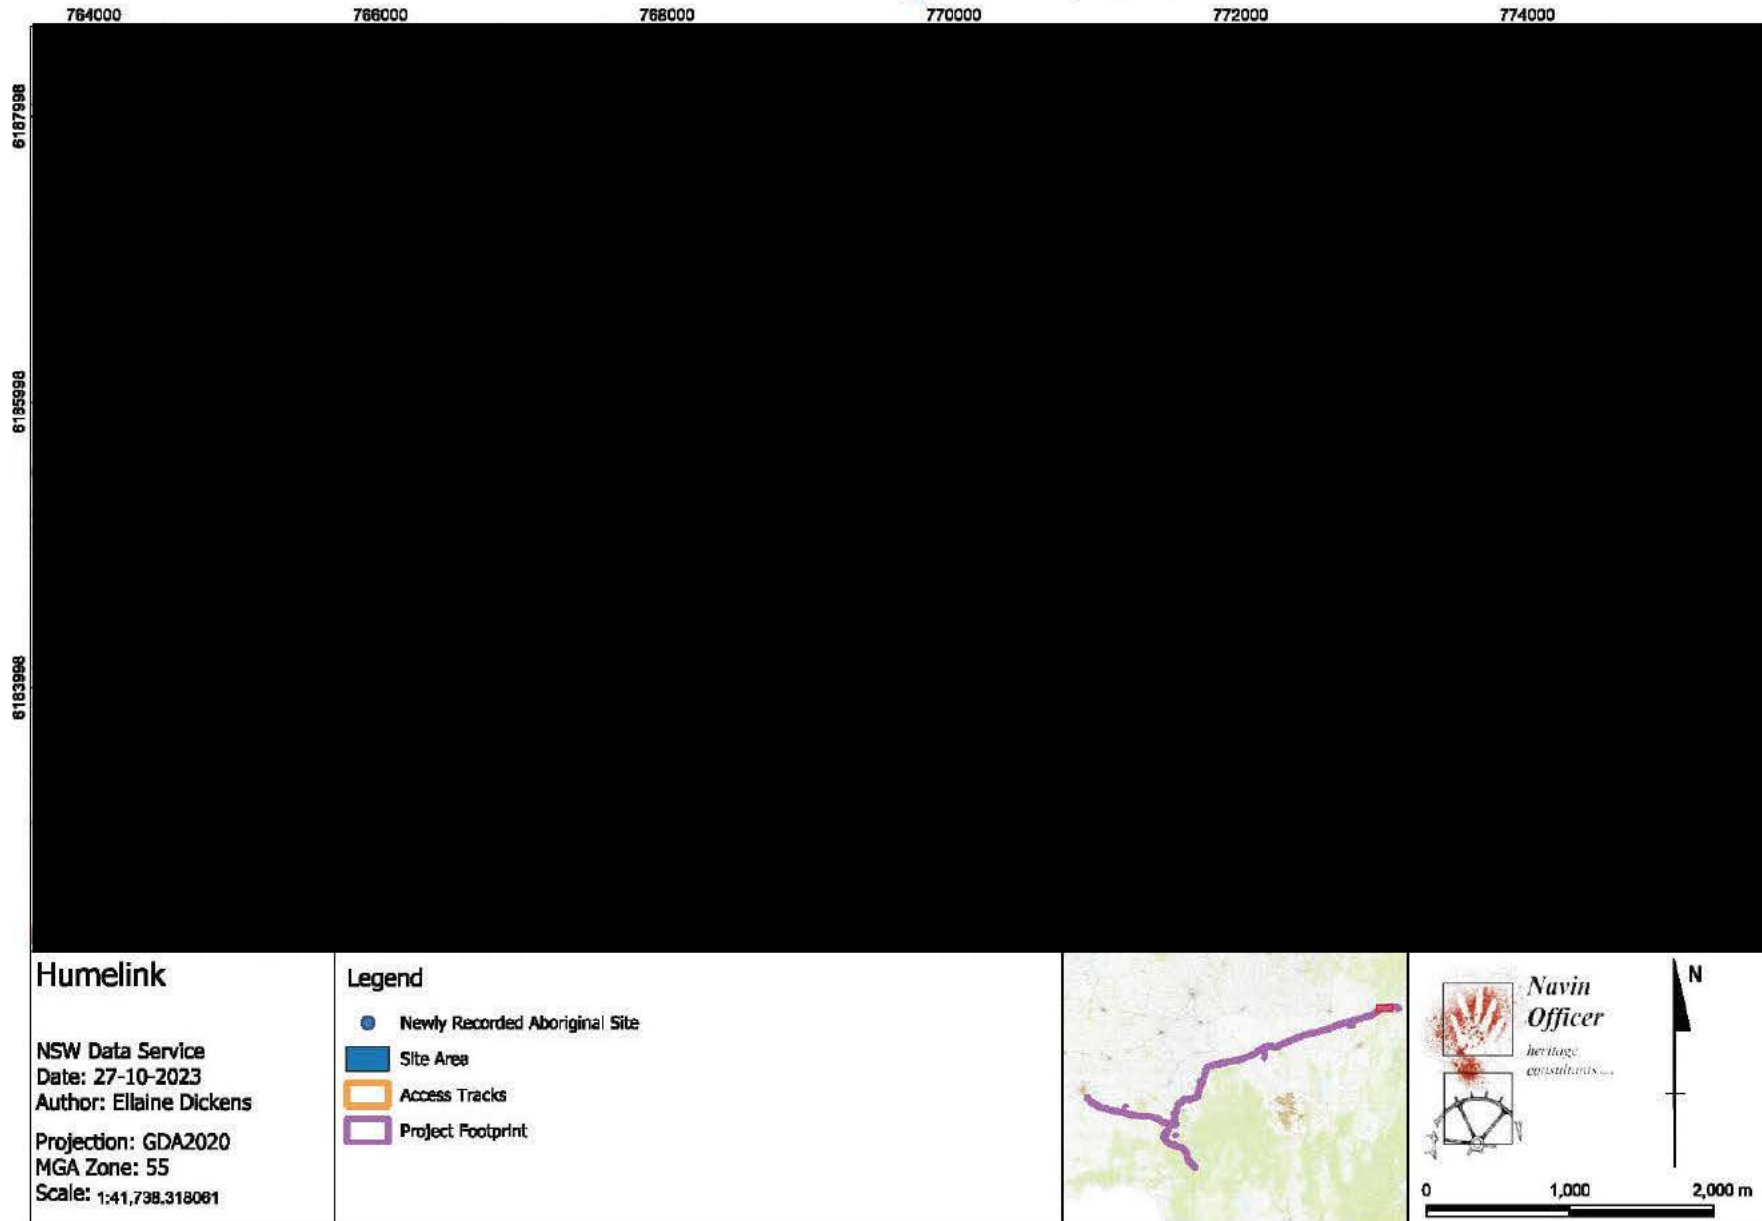 764000 766000 768000 770000 772000 774000
6187998
6185998
6183998
Humelink
NSW Data Service
Date: 27-10-2023
Author: Ellaine Dickens
Projection: GDA2020
MGA Zone: 55
Scale: 1:41,738.318061
Legend
Newly Recorded Aboriginal Site
Site Area
Access Tracks
Project Footprint
Navin
Officer
heritage
consultants
N
0 1,000 2,000 m